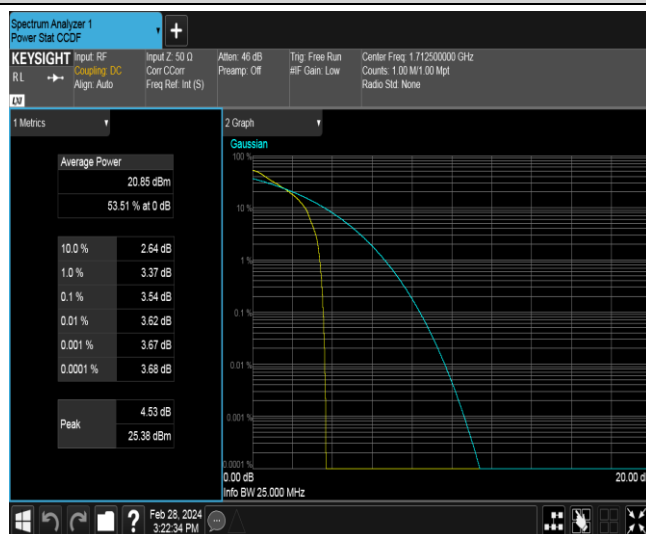 Spectrum Analyzer 1
Power Stat CCDF
+
KEYSIGHT
RL
LXI
Input: RF
Coupling: DC
Align: Auto
Input Z: 50 Ω
Corr CCorr
Freq Ref: Int (S)
Atten: 46 dB
Preamp: Off
Trig: Free Run
#IF Gain: Low
Center Freq: 1.712500000 GHz
Counts: 1.00 M/1.00 Mpt
Radio Std: None
1 Metrics
Average Power
20.85 dBm
53.51 % at 0 dB
10.0 % 2.64 dB
1.0 % 3.37 dB
0.1 % 3.54 dB
0.01 % 3.62 dB
0.001 % 3.67 dB
0.0001 % 3.68 dB
Peak
4.53 dB
25.38 dBm
2 Graph
Gaussian
100 %
10 %
1 %
0.1 %
0.01 %
0.001 %
0.0001 %
0.00 dB
20.00 d
Info BW 25.000 MHz
?
Feb 28, 2024
3:22:34 PM